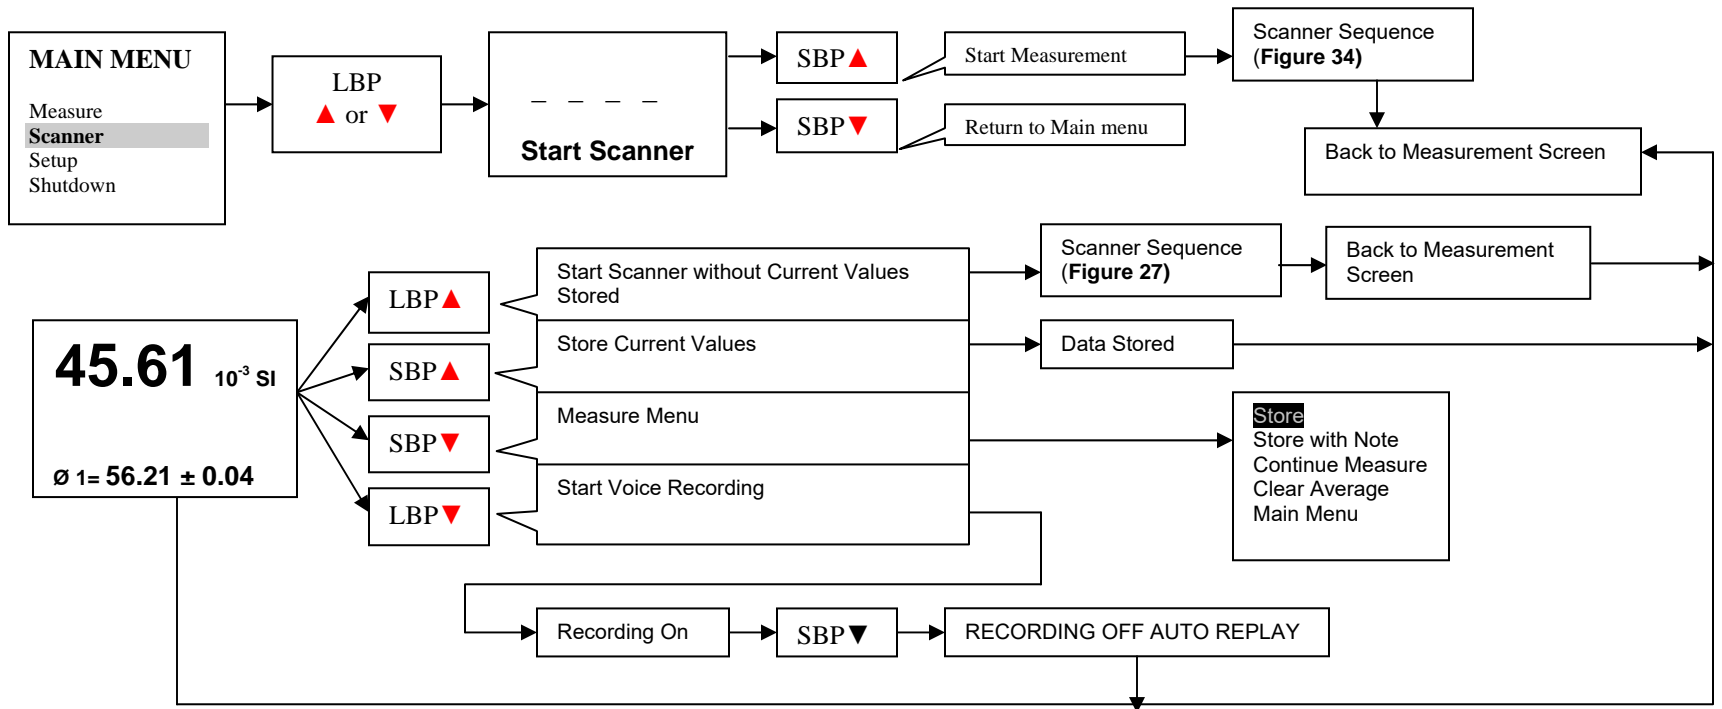 MAIN MENU
Measure
Scanner
Setup
Shutdown
LBP
▲ or ▼
_ _ _ _
Start Scanner
SBP▲
Start Measurement
SBP▼
Return to Main menu
Scanner Sequence
(Figure 34)
Back to Measurement Screen
45.61 10⁻³ SI
Ø 1= 56.21 ± 0.04
LBP▲
Start Scanner without Current Values
Stored
Scanner Sequence
(Figure 27)
Back to Measurement
Screen
SBP▲
Store Current Values
Data Stored
SBP▼
Measure Menu
Store
Store with Note
Continue Measure
Clear Average
Main Menu
LBP▼
Start Voice Recording
Recording On
SBP▼
RECORDING OFF AUTO REPLAY